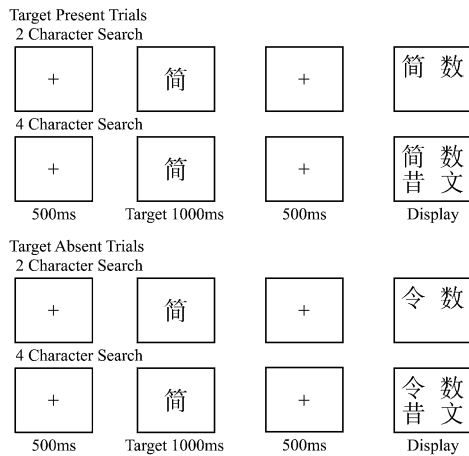 Target Present Trials
2 Character Search
+ 简 + 简 数
4 Character Search
+ 简 + 简 数
昔 文
500ms Target 1000ms 500ms Display
Target Absent Trials
2 Character Search
+ 简 + 令 数
4 Character Search
+ 简 + 令 数
昔 文
500ms Target 1000ms 500ms Display